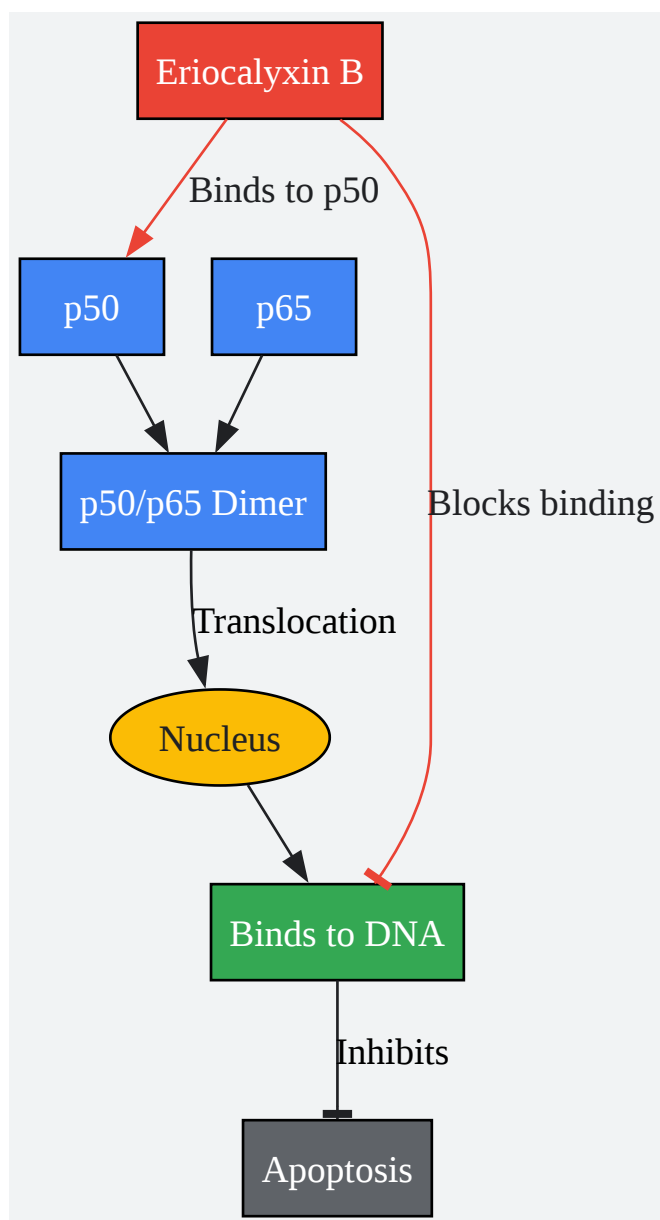 Eriocalyxin B
Binds to p50
p50
p65
p50/p65 Dimer
Blocks binding
Translocation
Nucleus
Binds to DNA
Inhibits
Apoptosis